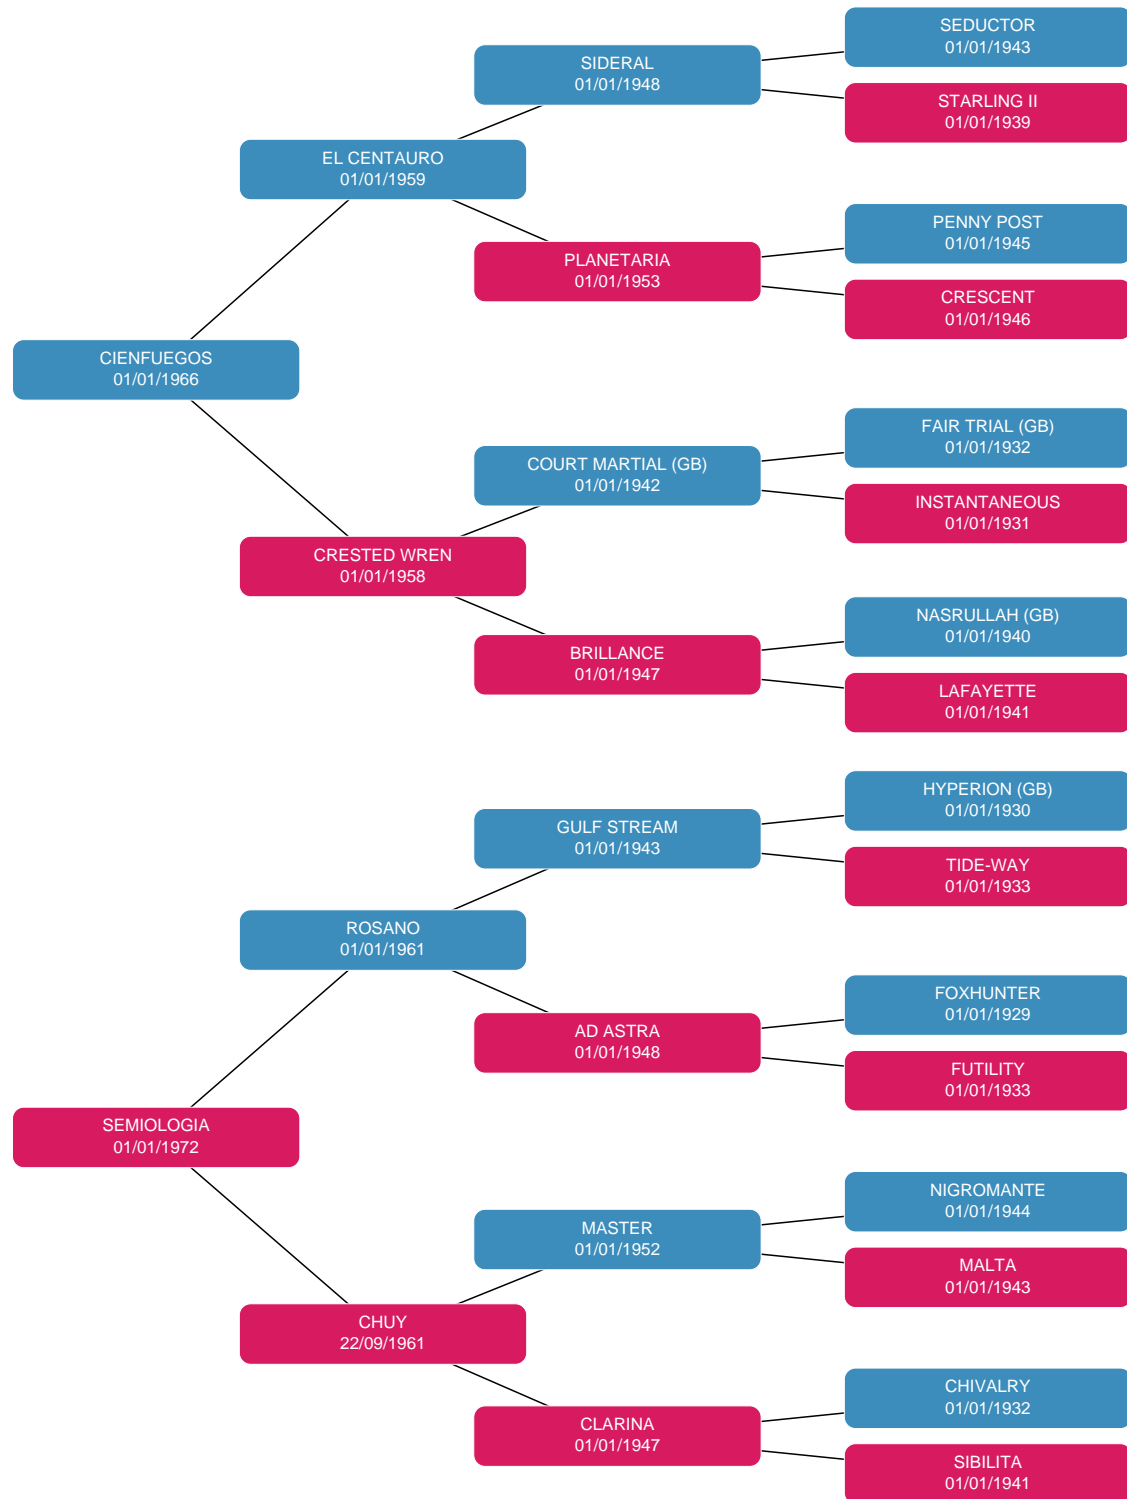 SEDUCTOR
01/01/1943
SIDERAL
01/01/1948
STARLING II
01/01/1939
EL CENTAURO
01/01/1959
PENNY POST
01/01/1945
PLANETARIA
01/01/1953
CRESCENT
01/01/1946
CIENFUEGOS
01/01/1966
FAIR TRIAL (GB)
01/01/1932
COURT MARTIAL (GB)
01/01/1942
INSTANTANEOUS
01/01/1931
CRESTED WREN
01/01/1958
NASRULLAH (GB)
01/01/1940
BRILLANCE
01/01/1947
LAFAYETTE
01/01/1941
HYPERION (GB)
01/01/1930
GULF STREAM
01/01/1943
TIDE-WAY
01/01/1933
ROSANO
01/01/1961
FOXHUNTER
01/01/1929
AD ASTRA
01/01/1948
FUTILITY
01/01/1933
SEMIOLOGIA
01/01/1972
NIGROMANTE
01/01/1944
MASTER
01/01/1952
MALTA
01/01/1943
CHUY
22/09/1961
CHIVALRY
01/01/1932
CLARINA
01/01/1947
SIBILITA
01/01/1941